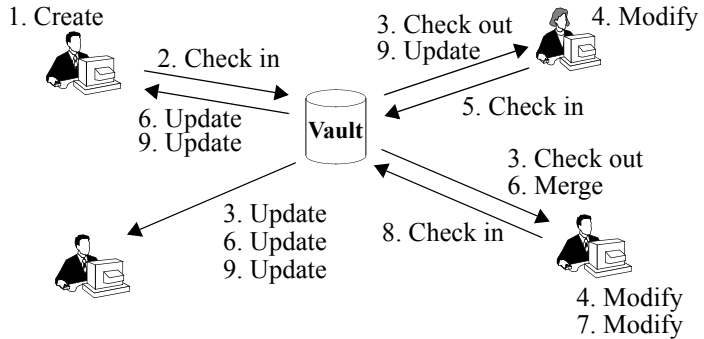 1. Create
2. Check in
6. Update
9. Update
3. Check out
9. Update
4. Modify
5. Check in
Vault
3. Check out
6. Merge
8. Check in
3. Update
6. Update
9. Update
4. Modify
7. Modify